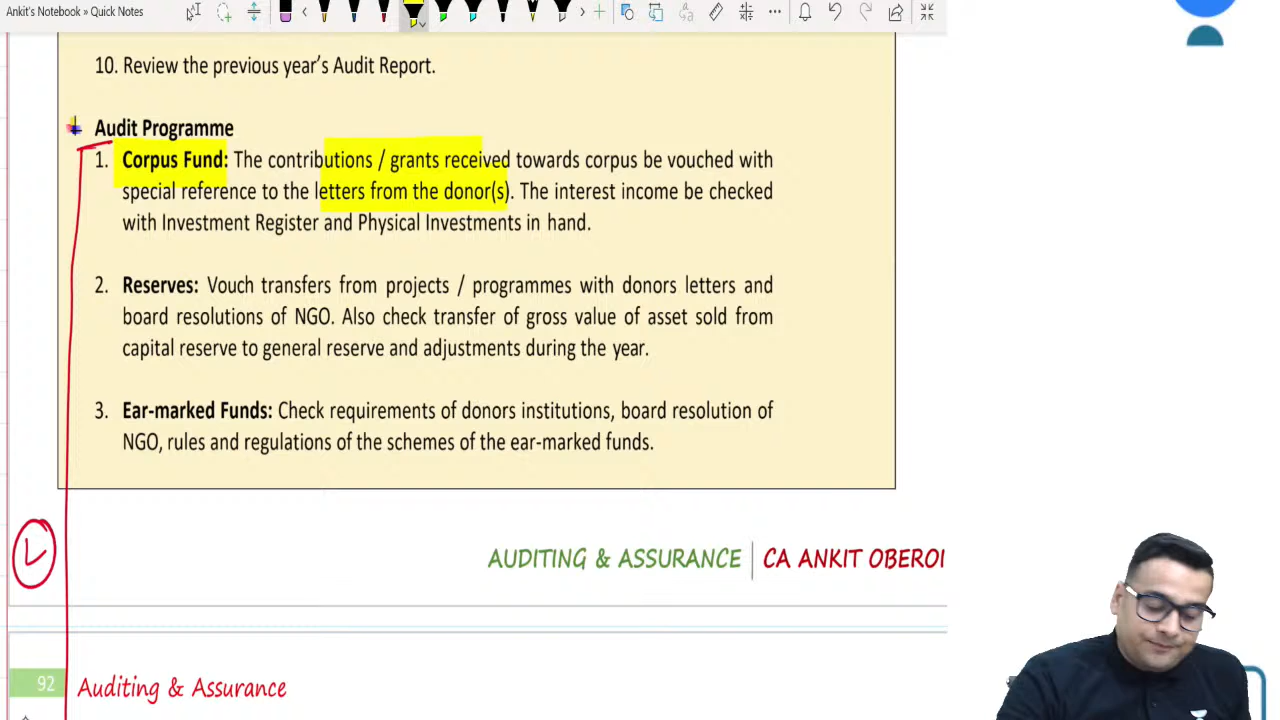 Ankit's Notebook » Quick Notes
10. Review the previous year's Audit Report.
Audit Programme
1. Corpus Fund: The contributions / grants received towards corpus be vouched with
special reference to the letters from the donor(s). The interest income be checked
with Investment Register and Physical Investments in hand.
2. Reserves: Vouch transfers from projects / programmes with donors letters and
board resolutions of NGO. Also check transfer of gross value of asset sold from
capital reserve to general reserve and adjustments during the year.
3. Ear-marked Funds: Check requirements of donors institutions, board resolution of
NGO, rules and regulations of the schemes of the ear-marked funds.
L
AUDITING & ASSURANCE | CA ANKIT OBEROI
92 Auditing & Assurance